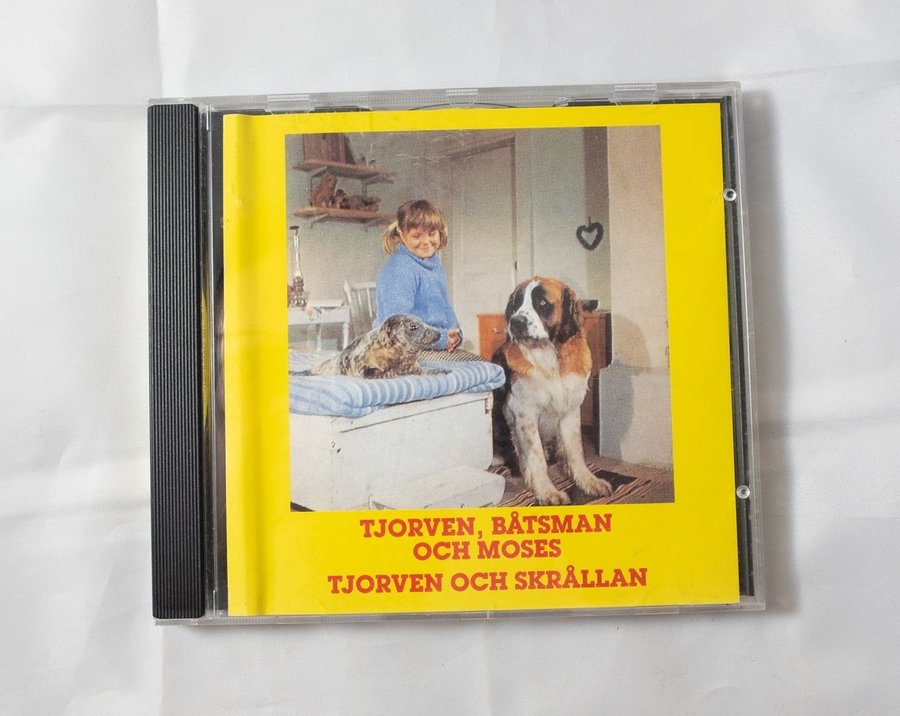 TJORVEN, BÅTSMAN
OCH MOSES
TJORVEN OCH SKRÅLLAN